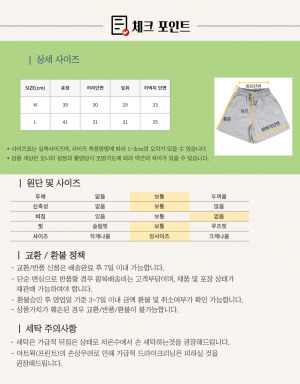 체크 포인트
| 상세 사이즈
SIZE(cm) 총장 허리단면 밑위 허벅지 단면
M 39 30 29 33
L 41 31 31 35
허리단면
총장
밑위
허벅지단면
• 사이즈표는 실측사이즈며, 사이즈 측정방법에 따라 1~3cm의 오차가 있을 수 있습니다.
• 상품 색상은 모니터 설정과 촬영당시 조명각도에 따라 약간의 차이가 있을 수 있습니다.
| 원단 및 사이즈
두께 얇음 보통 두꺼움
신축성 없음 보통 많음
비침 있음 보통 없음
핏 슬림핏 보통 루즈핏
사이즈 작게나옴 정사이즈 크게나옴
| 교환 / 환불 정책
- 교환/반품 신청은 배송완료 후 7일 이내 가능합니다.
- 단순 변심으로 반품할 경우 왕복배송비는 고객부담이며, 제품 및 포장 상태가
재판매 가능하여야 합니다.
- 환불승인 후 영업일 기준 3-7일 이내 금액 환불 및 취소여부가 확인 가능합니다.
- 상품가치가 훼손된 경우 교환/반품/환불이 불가능합니다.
| 세탁 주의사항
- 세탁은 가급적 뒤집은 상태로 저온수에서 손 세탁하는것을 권장해드립니다.
- 아트웍(프린트)의 손상우려로 인해 가급적 드라이크리닝은 피하실 것을
권장해드립니다.